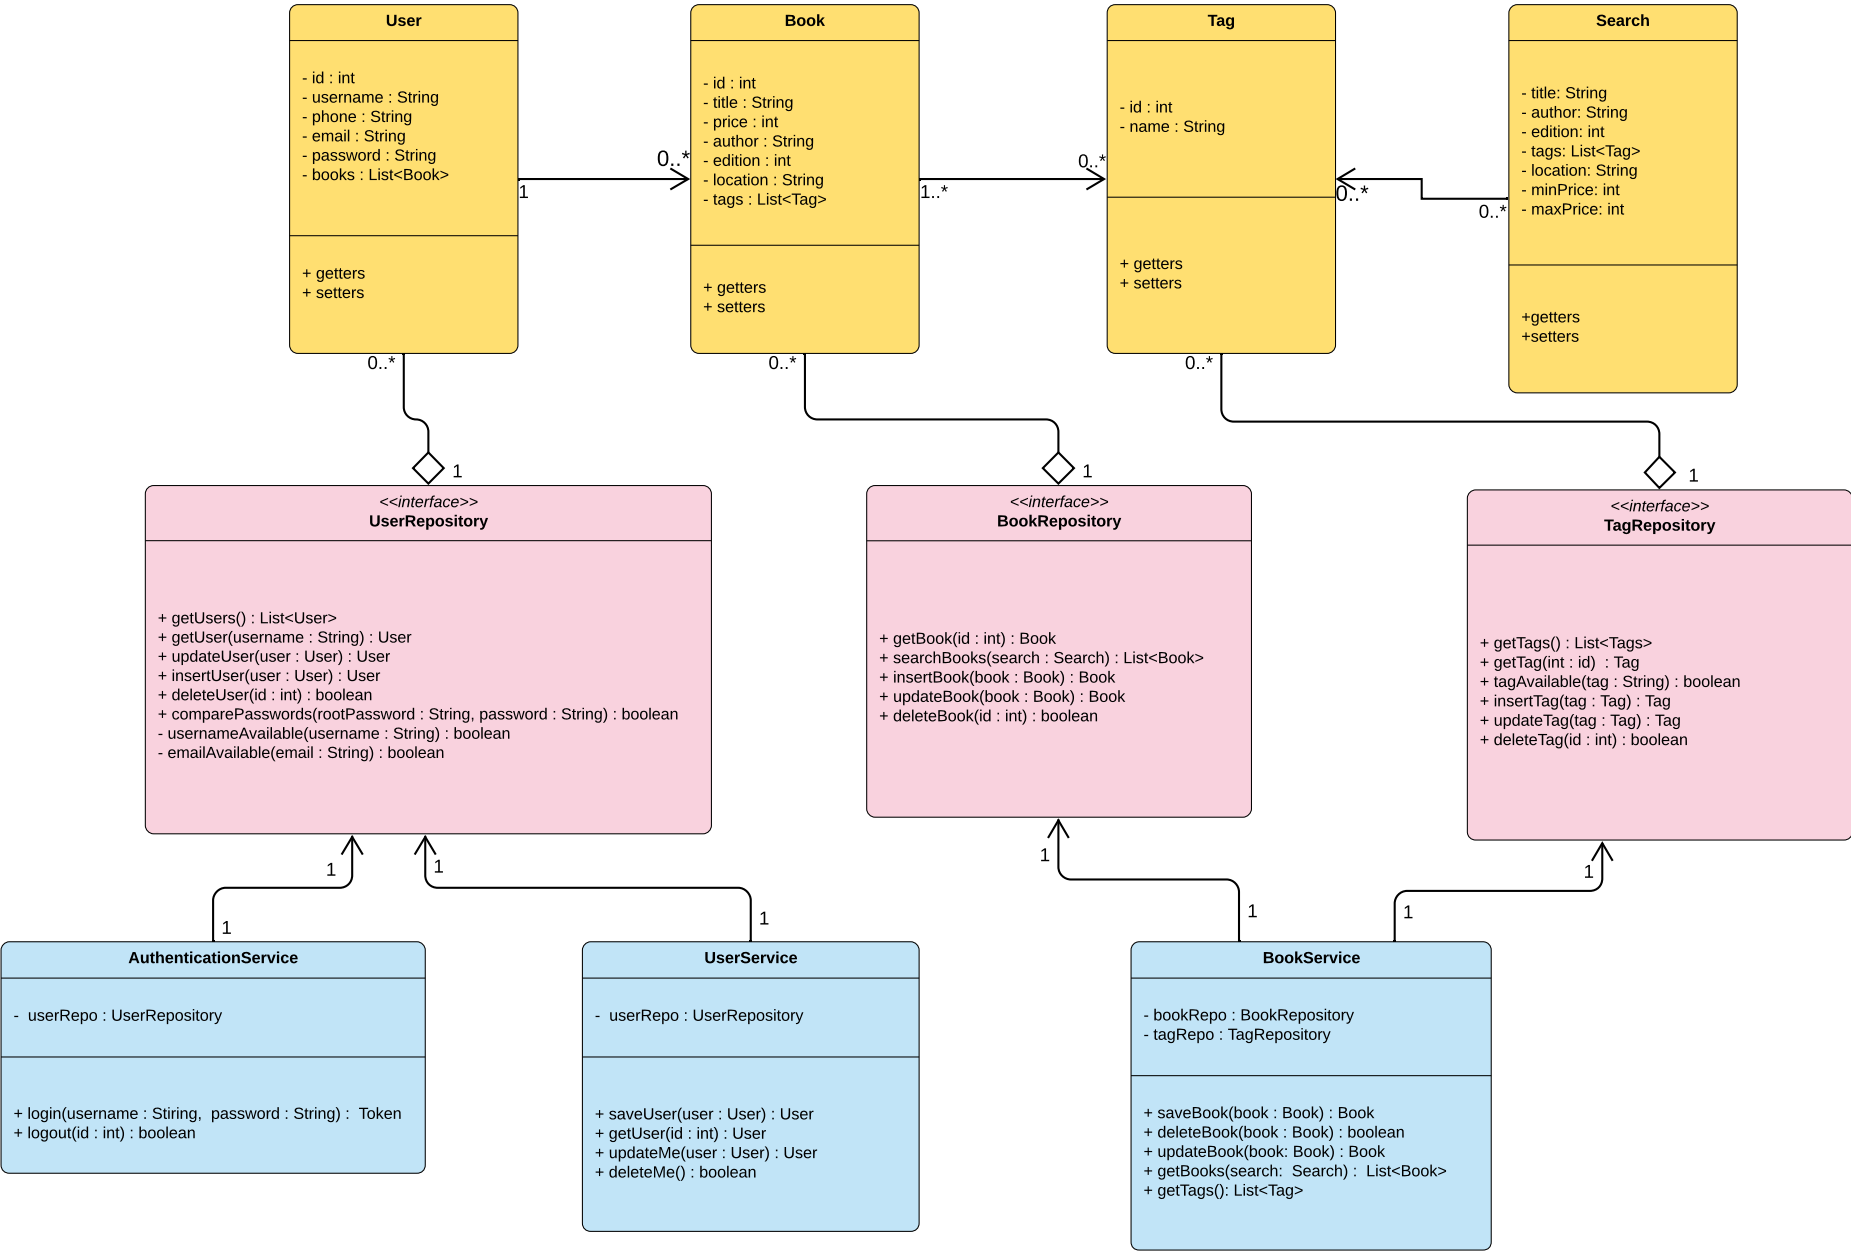 User
- id : int
- username : String
- phone : String
- email : String
- password : String
- books : List<Book>
+ getters
+ setters
Book
- id : int
- title : String
- price : int
- author : String
- edition : int
- location : String
- tags : List<Tag>
+ getters
+ setters
Tag
- id : int
- name : String
+ getters
+ setters
Search
- title: String
- author: String
- edition: int
- tags: List<Tag>
- location: String
- minPrice: int
- maxPrice: int
+getters
+setters
1
0..*
1..*
0..*
0..*
0..*
0..*
1
0..*
1
0..*
1
<<interface>>
UserRepository
+ getUsers() : List<User>
+ getUser(username : String) : User
+ updateUser(user : User) : User
+ insertUser(user : User) : User
+ deleteUser(id : int) : boolean
+ comparePasswords(rootPassword : String, password : String) : boolean
- usernameAvailable(username : String) : boolean
- emailAvailable(email : String) : boolean
<<interface>>
BookRepository
+ getBook(id : int) : Book
+ searchBooks(search : Search) : List<Book>
+ insertBook(book : Book) : Book
+ updateBook(book : Book) : Book
+ deleteBook(id : int) : boolean
<<interface>>
TagRepository
+ getTags() : List<Tags>
+ getTag(int : id)  : Tag
+ tagAvailable(tag : String) : boolean
+ insertTag(tag : Tag) : Tag
+ updateTag(tag : Tag) : Tag
+ deleteTag(id : int) : boolean
1
1
1
1
1
1
1
1
AuthenticationService
-  userRepo : UserRepository
+ login(username : Stiring,  password : String) :  Token
+ logout(id : int) : boolean
UserService
-  userRepo : UserRepository
+ saveUser(user : User) : User
+ getUser(id : int) : User
+ updateMe(user : User) : User
+ deleteMe() : boolean
BookService
- bookRepo : BookRepository
- tagRepo : TagRepository
+ saveBook(book : Book) : Book
+ deleteBook(book : Book) : boolean
+ updateBook(book: Book) : Book
+ getBooks(search:  Search) :  List<Book>
+ getTags(): List<Tag>